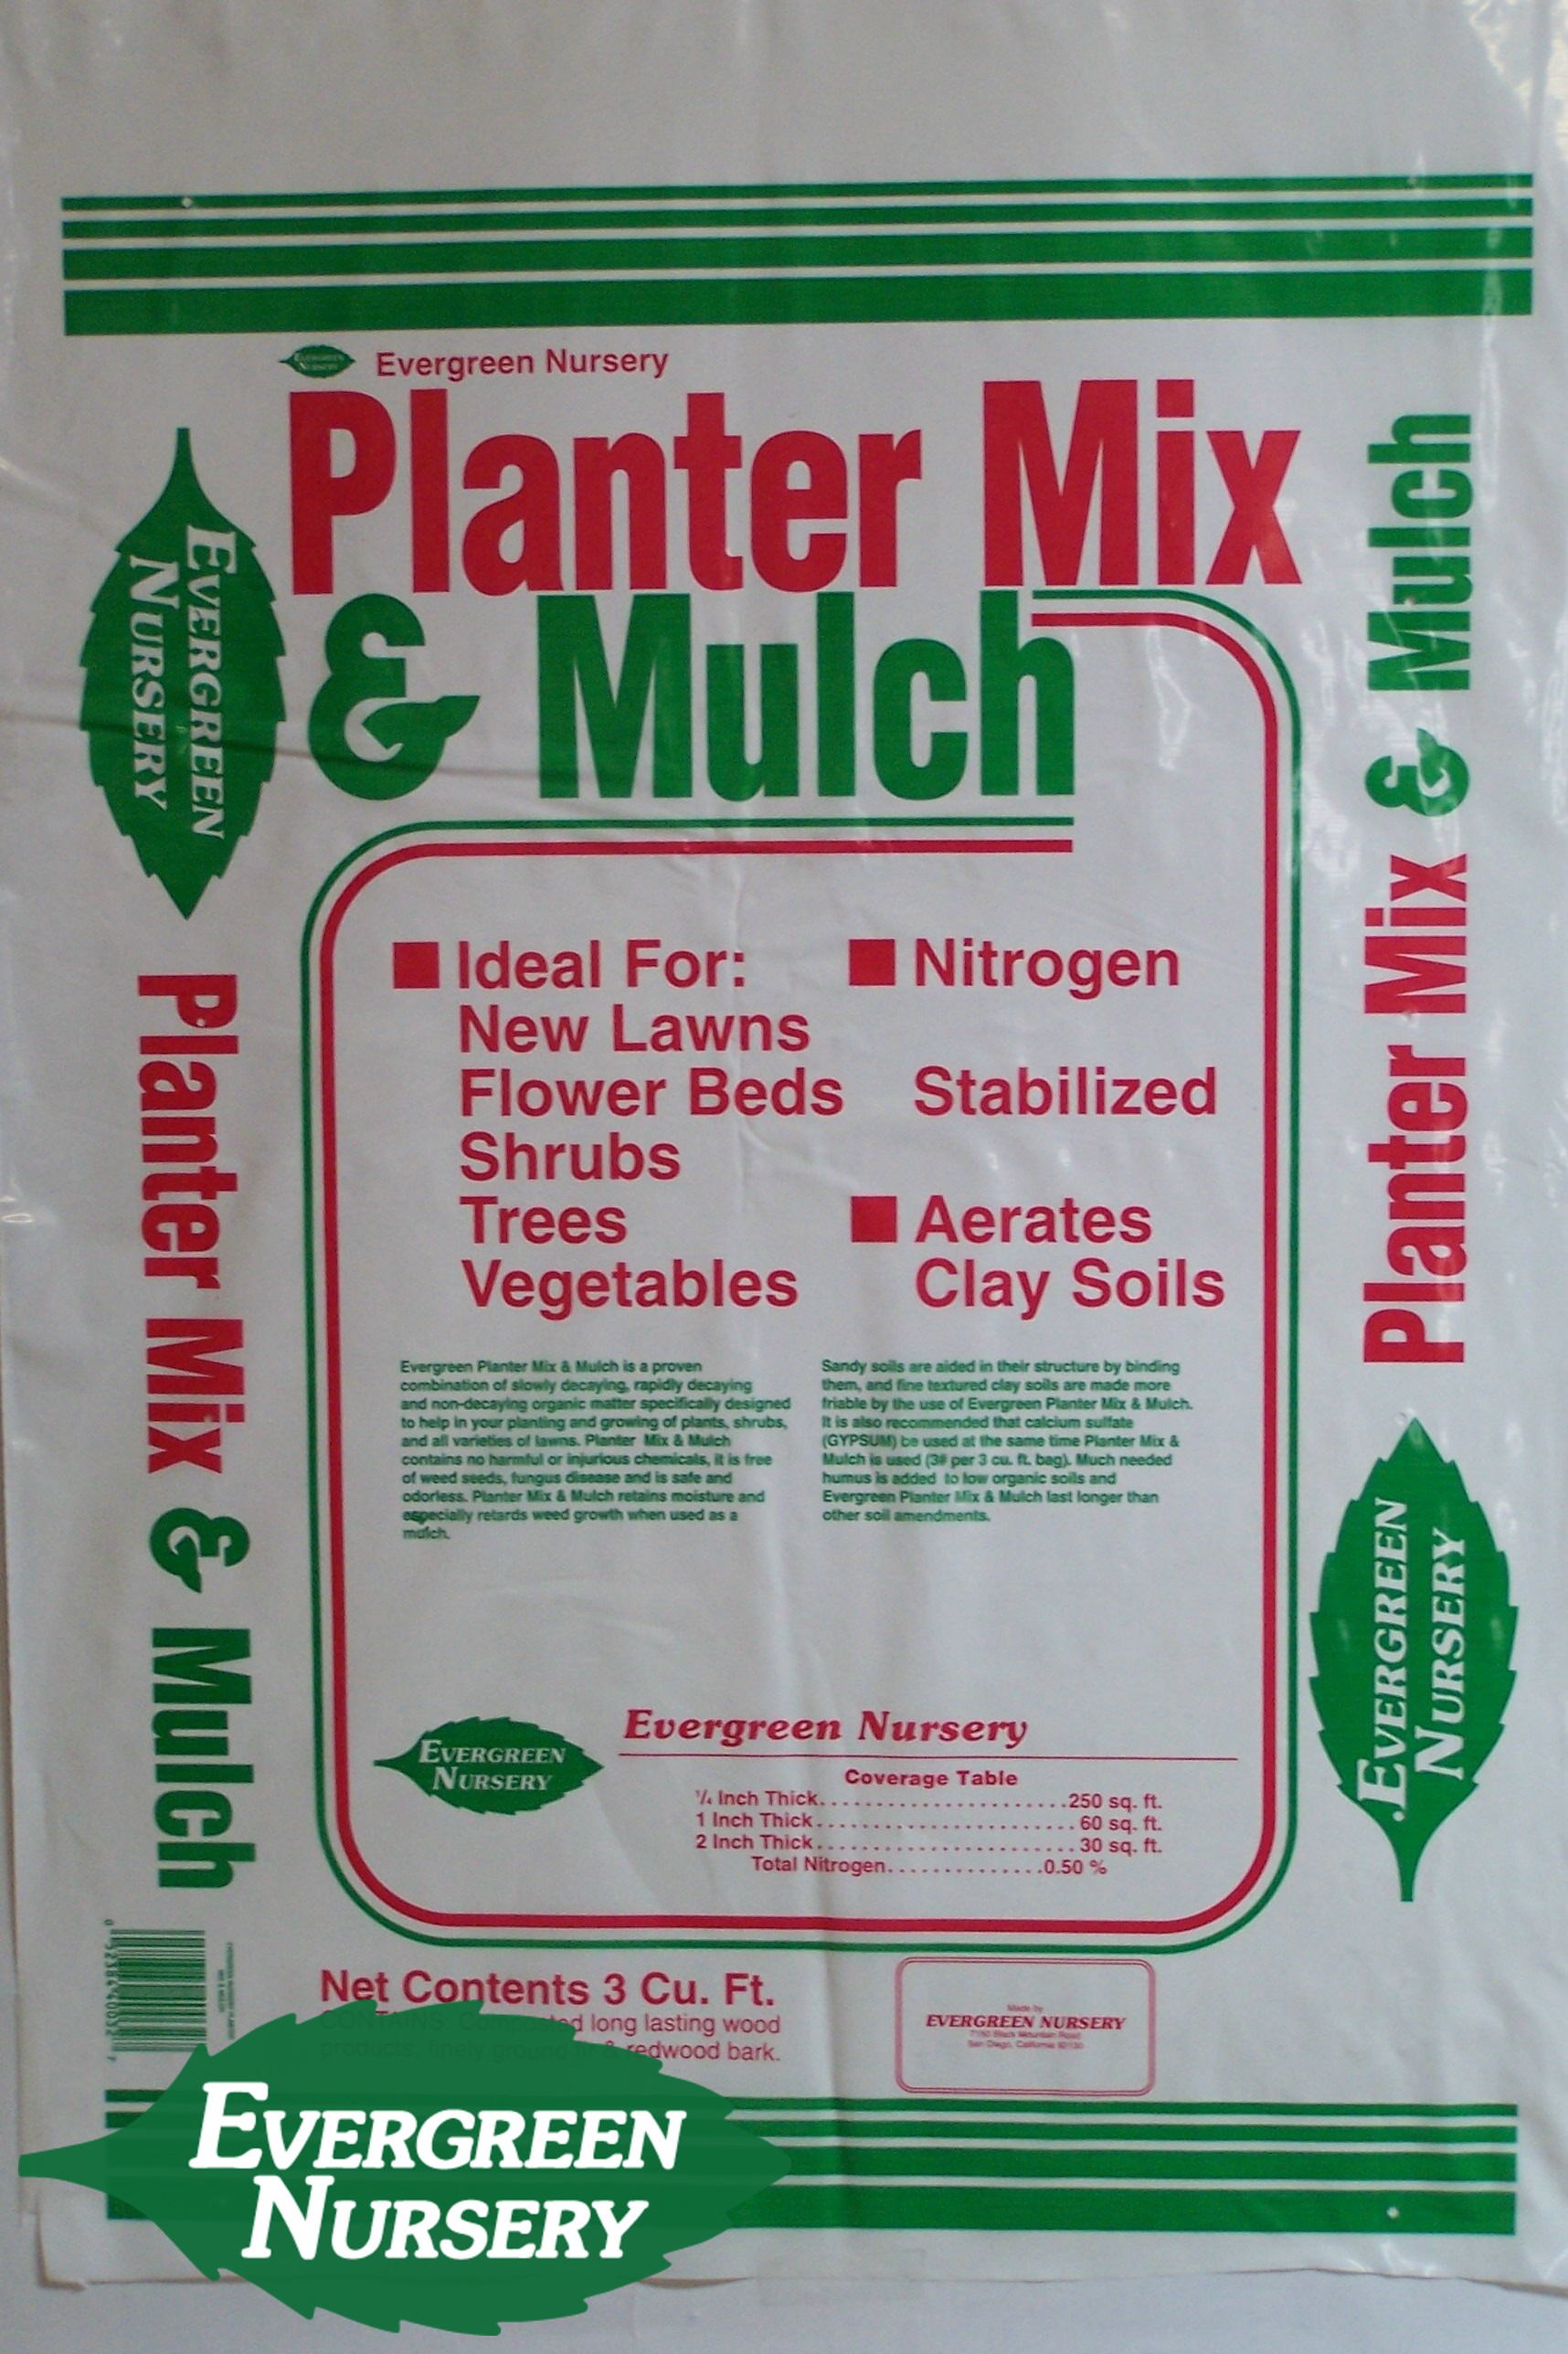 Evergreen Nursery
Planter Mix
& Mulch
EVERGREEN
NURSERY
Planter Mix & Mulch
Planter Mix & Mulch
EVERGREEN
NURSERY
■ Ideal For:
New Lawns
Flower Beds
Shrubs
Trees
Vegetables
■ Nitrogen
Stabilized
■ Aerates
Clay Soils
Evergreen Planter Mix & Mulch is a proven
combination of slowly decaying, rapidly decaying
and non-decaying organic matter specifically designed
to help in your planting and growing of plants, shrubs,
and all varieties of lawns. Planter Mix & Mulch
contains no harmful or injurious chemicals, it is free
of weed seeds, fungus disease and is safe and
odorless. Planter Mix & Mulch retains moisture and
especially retards weed growth when used as a
mulch.
Sandy soils are aided in their structure by binding
them, and fine textured clay soils are made more
friable by the use of Evergreen Planter Mix & Mulch.
It is also recommended that calcium sulfate
(GYPSUM) be used at the same time Planter Mix &
Mulch is used (3# per 3 cu. ft. bag). Much needed
humus is added to low organic soils and
Evergreen Planter Mix & Mulch last longer than
other soil amendments.
EVERGREEN
NURSERY
Evergreen Nursery
Coverage Table
¼ Inch Thick......................250 sq. ft.
1 Inch Thick.........................60 sq. ft.
2 Inch Thick.........................30 sq. ft.
Total Nitrogen..............0.50 %
Net Contents 3 Cu. Ft.
CONTAINS: Composted long lasting wood
finely ground fir & redwood bark.
Made by
EVERGREEN NURSERY
San Diego, California
EVERGREEN
NURSERY